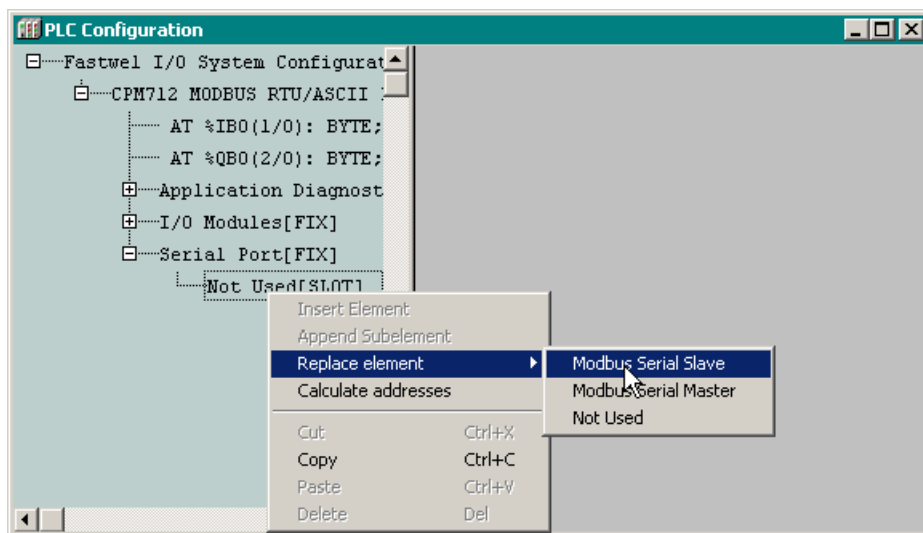 PLC Configuration
Fastwel I/O System Configurat
CPM712 MODBUS RTU/ASCII
AT %IB0(1/0): BYTE;
AT %QB0(2/0): BYTE;
Application Diagnost
I/O Modules[FIX]
Serial Port[FIX]
Not Used[SLOT]
Insert Element
Append Subelement
Replace element
Modbus Serial Slave
Calculate addresses
Modbus Serial Master
Not Used
Cut Ctrl+X
Copy Ctrl+C
Paste Ctrl+V
Delete Del